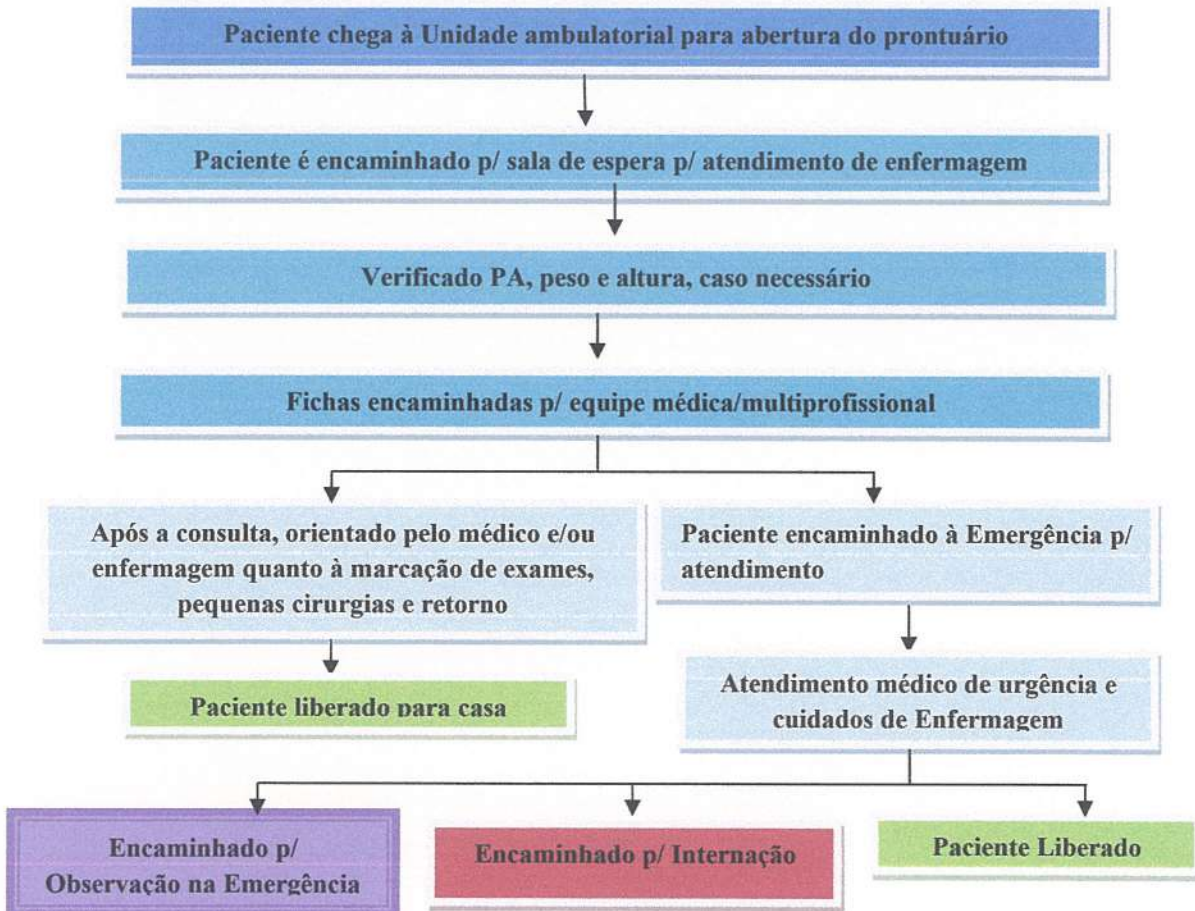 Paciente chega à Unidade ambulatorial para abertura do prontuário
Paciente é encaminhado p/ sala de espera p/ atendimento de enfermagem
Verificado PA, peso e altura, caso necessário
Fichas encaminhadas p/ equipe médica/multiprofissional
Após a consulta, orientado pelo médico e/ou
enfermagem quanto à marcação de exames,
pequenas cirurgias e retorno
Paciente encaminhado à Emergência p/
atendimento
Paciente liberado para casa
Atendimento médico de urgência e
cuidados de Enfermagem
Encaminhado p/
Observação na Emergência
Encaminhado p/ Internação
Paciente Liberado